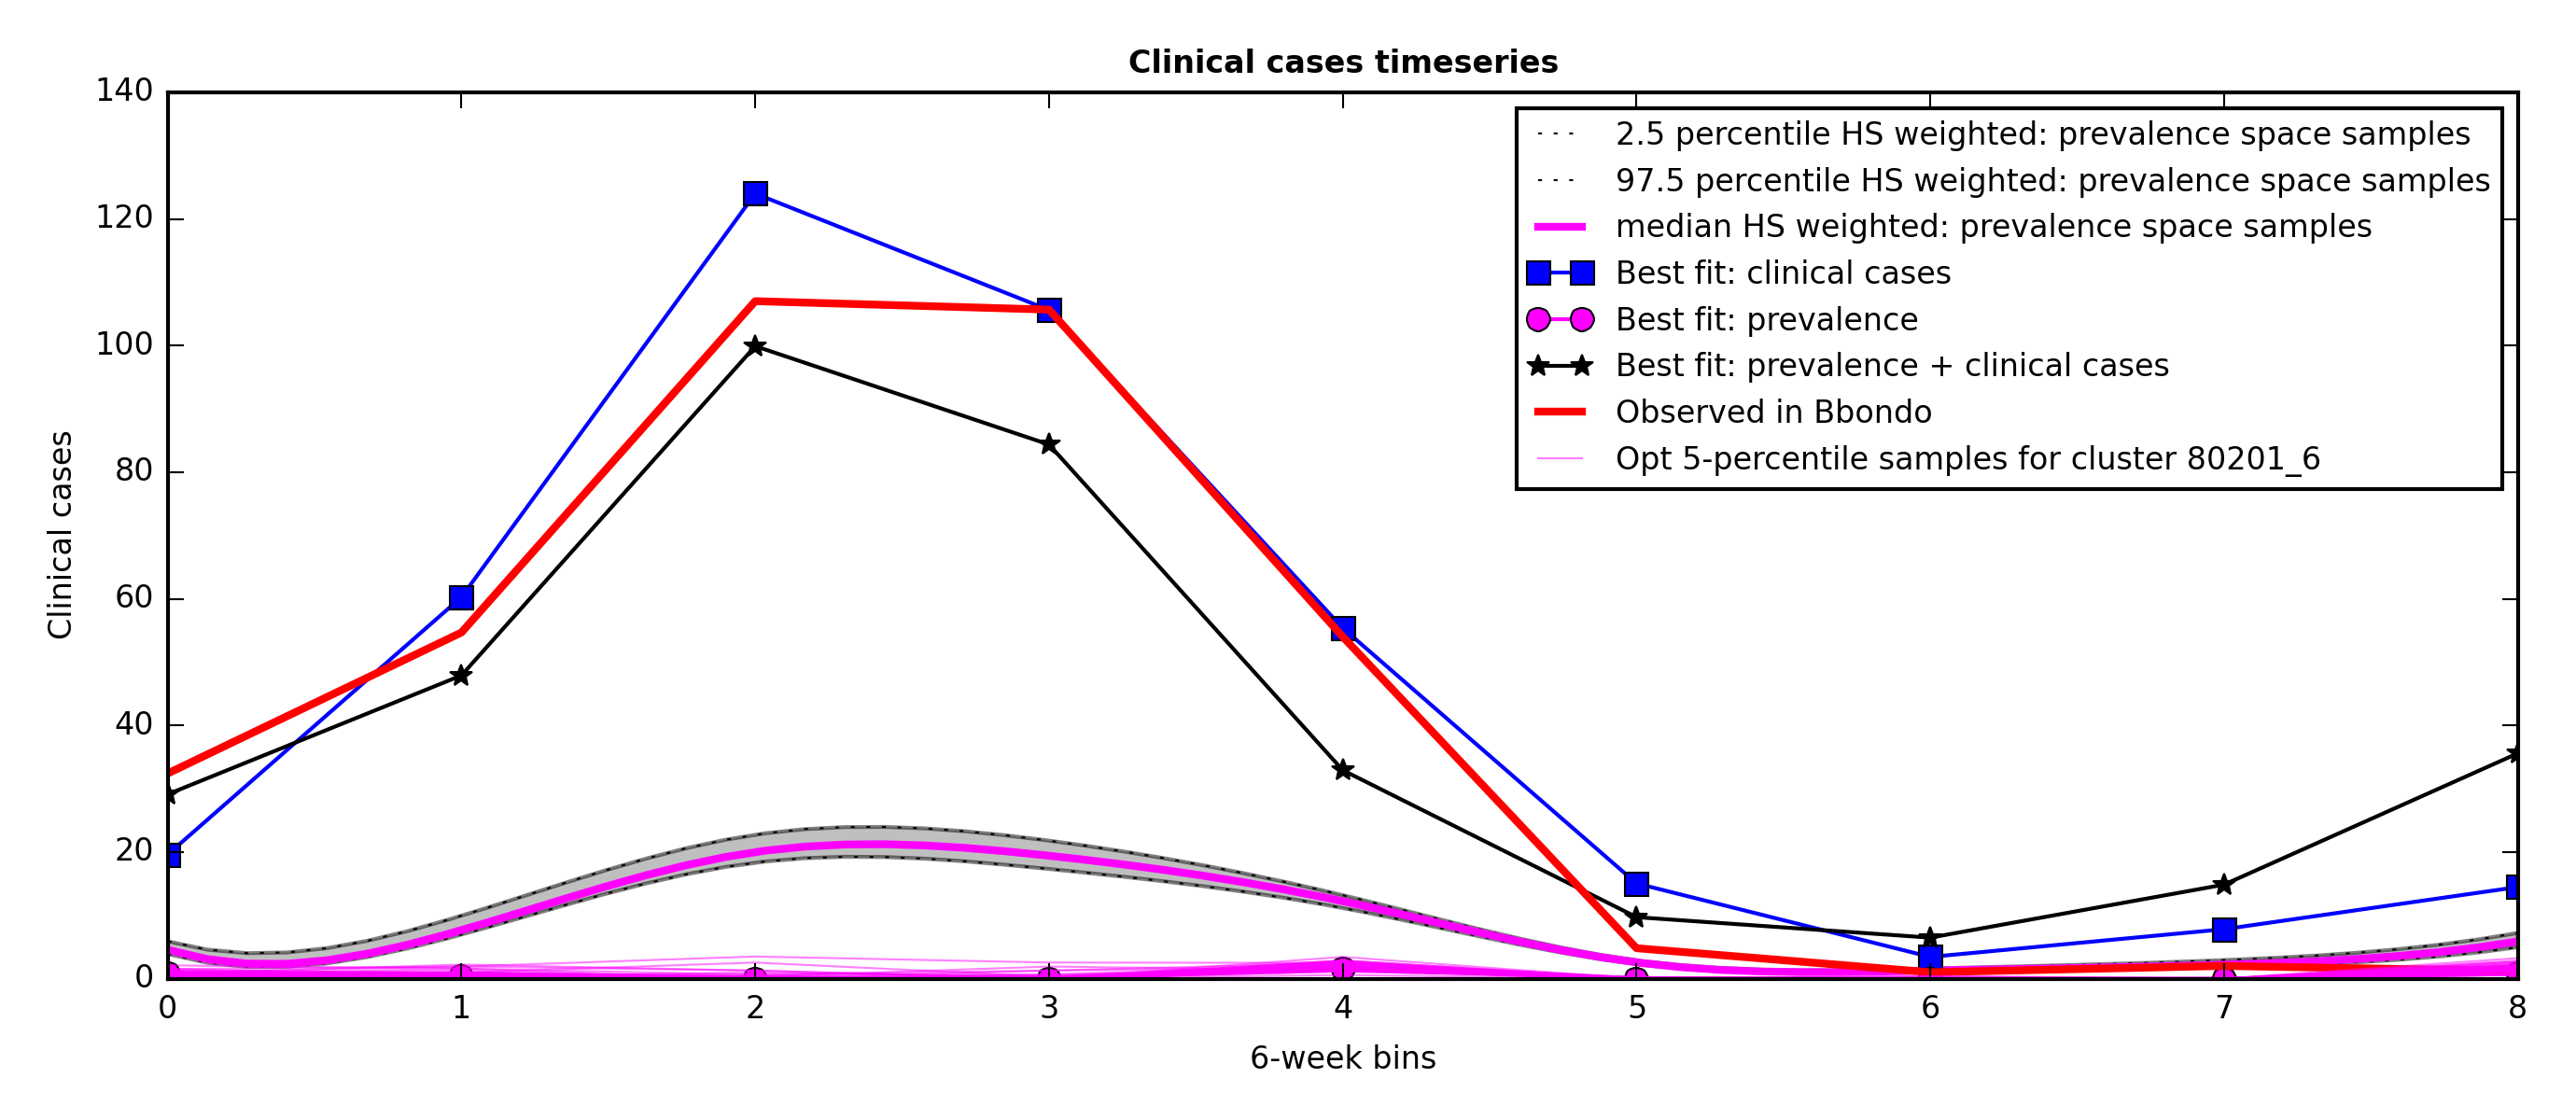 Clinical cases timeseries
140
120
100
80
60
40
20
0
Clinical cases
2.5 percentile HS weighted: prevalence space samples
97.5 percentile HS weighted: prevalence space samples
median HS weighted: prevalence space samples
Best fit: clinical cases
Best fit: prevalence
Best fit: prevalence + clinical cases
Observed in Bbondo
Opt 5-percentile samples for cluster 80201_6
0 1 2 3 4 5 6 7 8
6-week bins